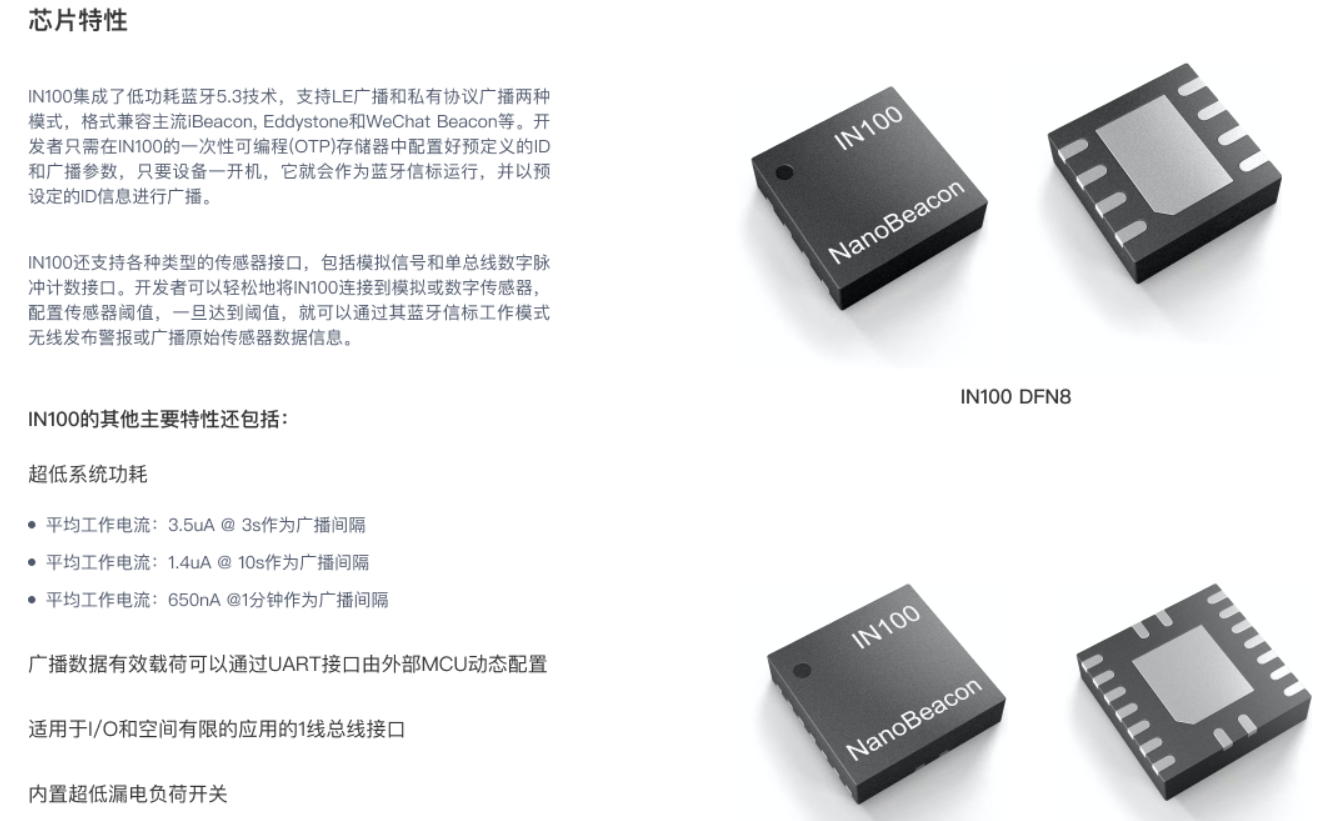 芯片特性
IN100集成了低功耗蓝牙5.3技术，支持LE广播和私有协议广播两种
模式，格式兼容主流iBeacon, Eddystone和WeChat Beacon等。开
发者只需在IN100的一次性可编程(OTP)存储器中配置好预定义的ID
和广播参数，只要设备一开机，它就会作为蓝牙信标运行，并以预
设定的ID信息进行广播。
IN100还支持各种类型的传感器接口，包括模拟信号和单总线数字脉
冲计数接口。开发者可以轻松地将IN100连接到模拟或数字传感器，
配置传感器阈值，一旦达到阈值，就可以通过其蓝牙信标工作模式
无线发布警报或广播原始传感器数据信息。
IN100的其他主要特性还包括：
超低系统功耗
• 平均工作电流：3.5uA @ 3s作为广播间隔
• 平均工作电流：1.4uA @ 10s作为广播间隔
• 平均工作电流：650nA @1分钟作为广播间隔
广播数据有效载荷可以通过UART接口由外部MCU动态配置
适用于I/O和空间有限的应用的1线总线接口
内置超低漏电负荷开关
IN100
NanoBeacon
IN100 DFN8
IN100
NanoBeacon